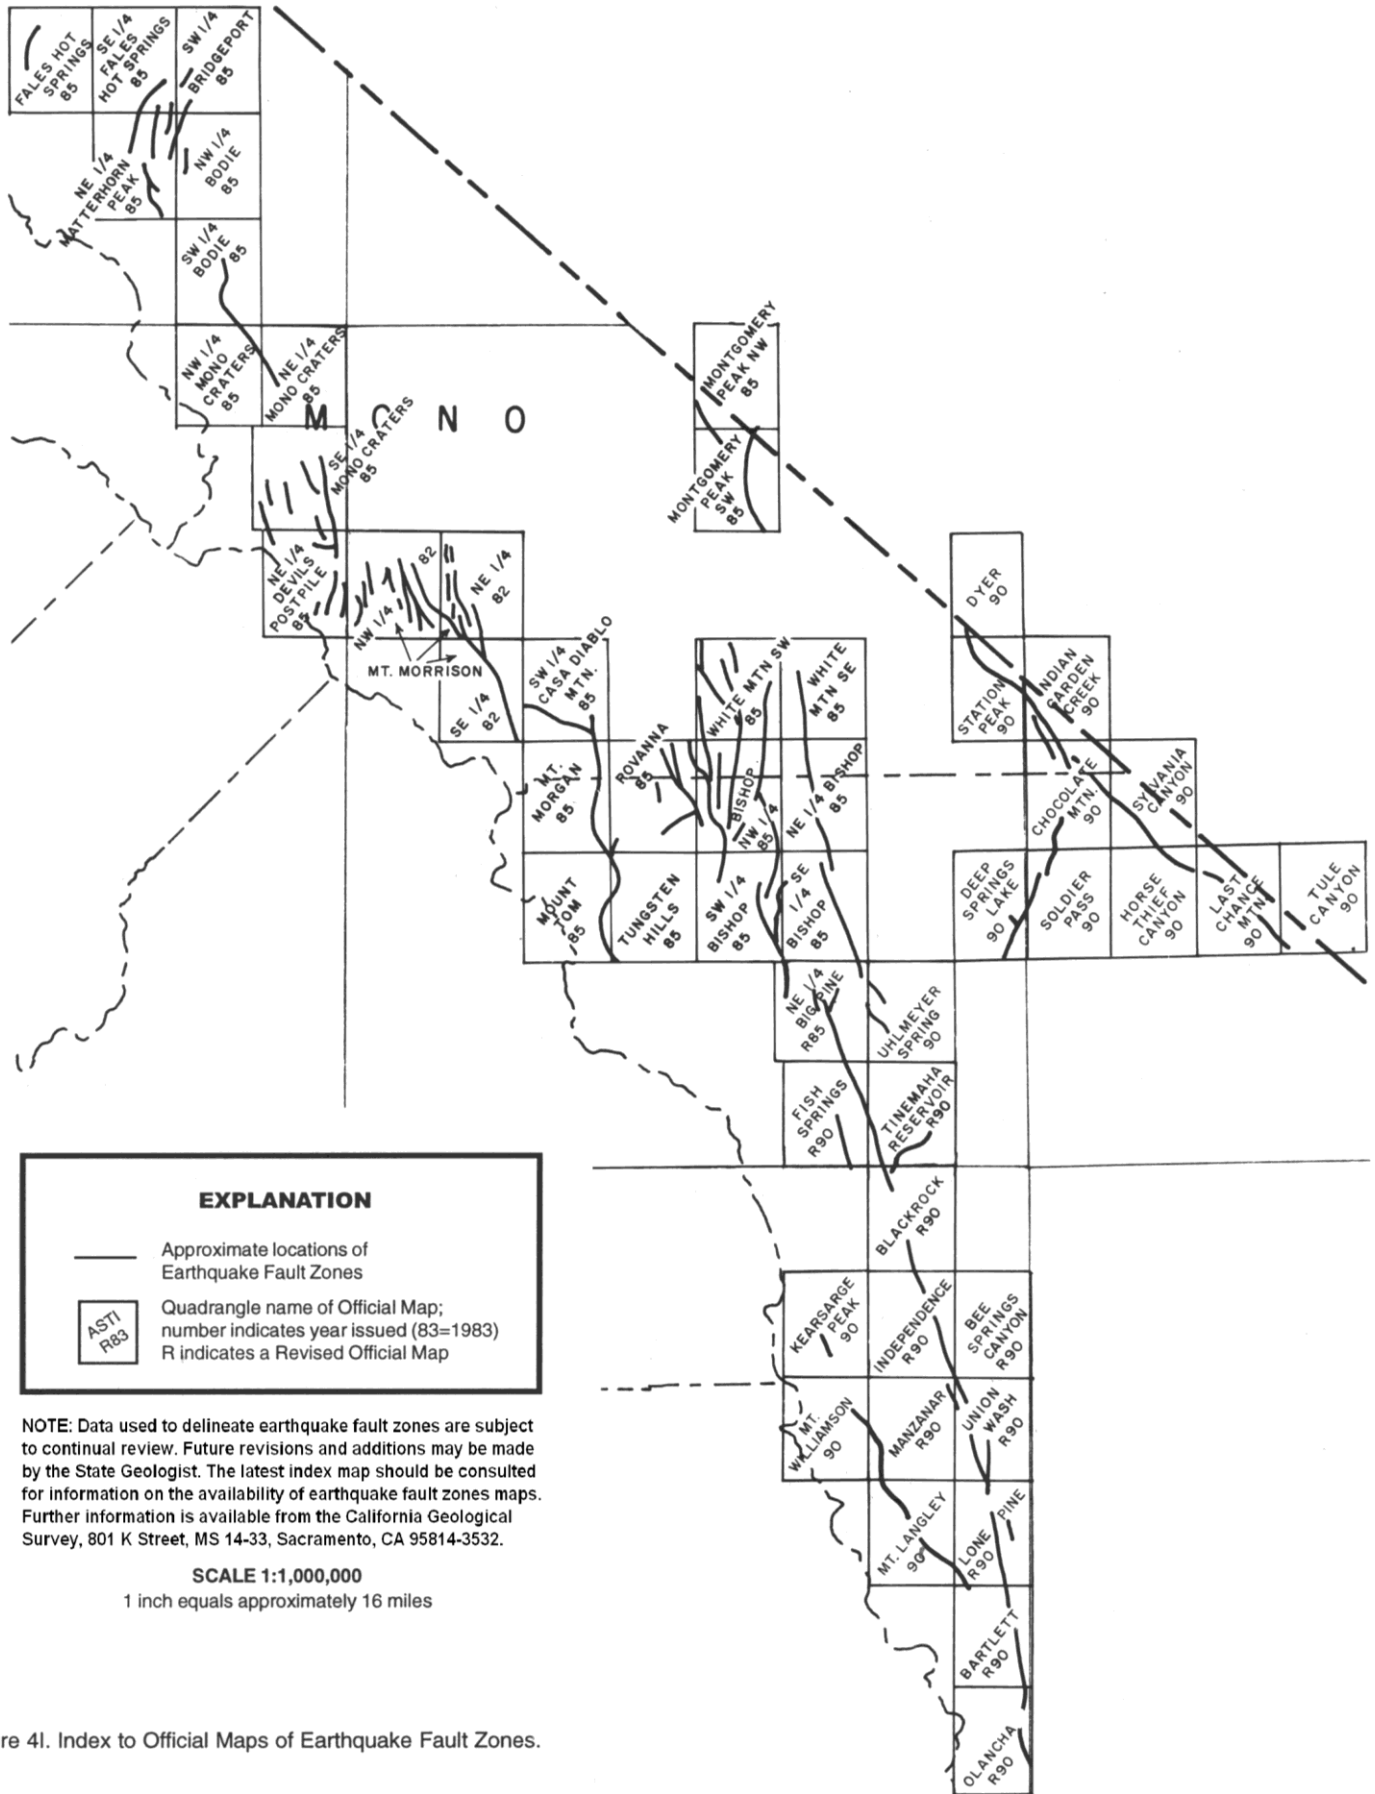 FALES HOT
SPRINGS
85
SE 1/4
FALES
HOT SPRINGS
85
SW 1/4
BRIDGEPORT
85
NE 1/4
MATTERHORN
PEAK
85
NW 1/4
BODIE
85
SW 1/4
BODIE
85
NW 1/4
MONO
CRATERS
85
NE 1/4
MONO CRATERS
85
MONO
SE 1/4
MONO CRATERS
85
MONTGOMERY
PEAK NW
85
MONTGOMERY
PEAK
SW
85
NE 1/4
DEVILS
POSTPILE
85
NW 1/4
82
NE 1/4
82
MT. MORRISON
SE 1/4
82
SW 1/4
CASA DIABLO
MTN.
85
WHITE MTN SW
85
WHITE
MTN SE
85
DYER
90
STATION
PEAK
90
INDIAN
GARDEN
CREEK
90
MT.
MORGAN
85
ROVANNA
85
BISHOP
NW 1/4
85
NE 1/4 BISHOP
85
CHOCOLATE
MTN.
90
SYLVANIA
CANYON
90
MOUNT
TOM
85
TUNGSTEN
HILLS
85
SW 1/4
BISHOP
85
SE
1/4
BISHOP
85
DEEP
SPRINGS
LAKE
90
SOLDIER
PASS
90
HORSE
THIEF
CANYON
90
LAST
CHANCE
MTN
90
TULE
CANYON
90
NE 1/4
BIG PINE
R85
UHLMEYER
SPRING
90
FISH
SPRINGS
R90
TINEMAHA
RESERVOIR
R90
BLACKROCK
R90
KEARSARGE
PEAK
90
INDEPENDENCE
R90
BEE
SPRINGS
CANYON
R90
MT.
WILLIAMSON
90
MANZANAR
R90
UNION
WASH
R90
MT. LANGLEY
90
LONE PINE
R90
BARTLETT
R90
OLANCHA
R90
EXPLANATION
Approximate locations of
Earthquake Fault Zones
ASTI
R83
Quadrangle name of Official Map;
number indicates year issued (83=1983)
R indicates a Revised Official Map
NOTE: Data used to delineate earthquake fault zones are subject
to continual review. Future revisions and additions may be made
by the State Geologist. The latest index map should be consulted
for information on the availability of earthquake fault zones maps.
Further information is available from the California Geological
Survey, 801 K Street, MS 14-33, Sacramento, CA 95814-3532.
SCALE 1:1,000,000
1 inch equals approximately 16 miles
re 4I. Index to Official Maps of Earthquake Fault Zones.